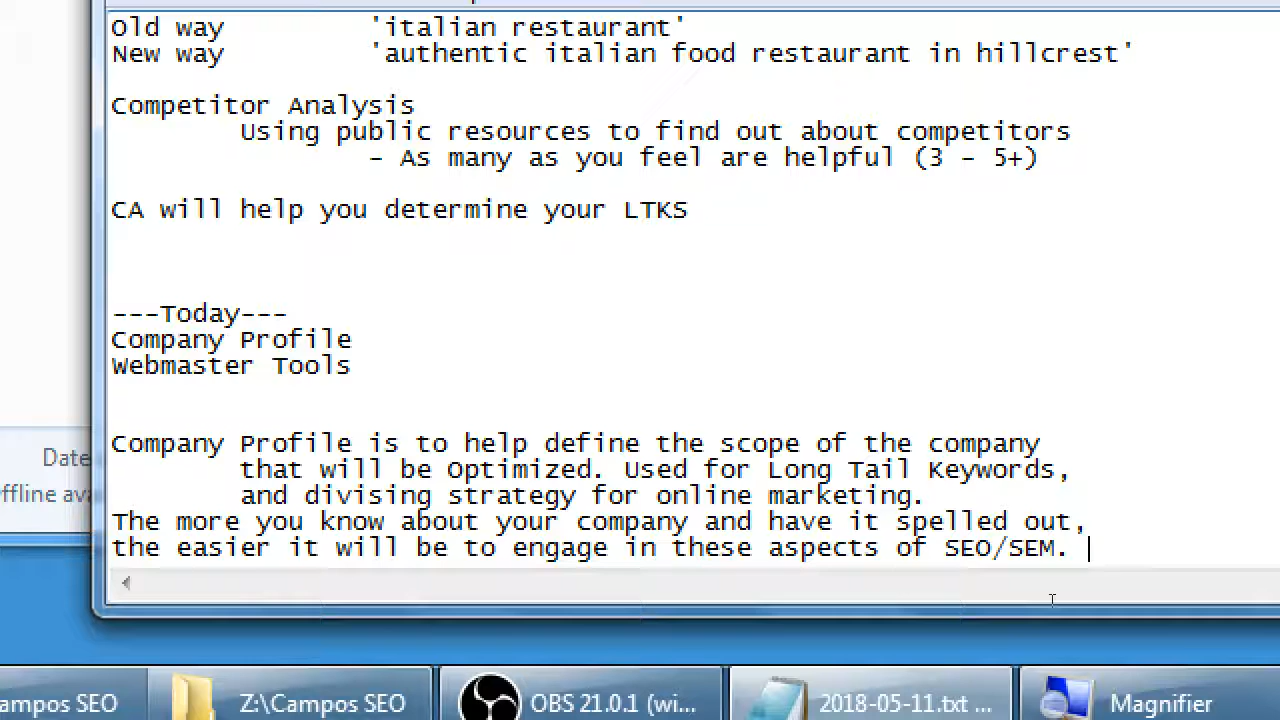 Old way 'italian restaurant'
New way 'authentic italian food restaurant in hillcrest'
Competitor Analysis
Using public resources to find out about competitors
- As many as you feel are helpful (3 - 5+)
CA will help you determine your LTKS
---Today---
Company Profile
Webmaster Tools
Company Profile is to help define the scope of the company
that will be Optimized. Used for Long Tail Keywords,
and divising strategy for online marketing.
The more you know about your company and have it spelled out,
the easier it will be to engage in these aspects of SEO/SEM.
Date
ffline ava
ampos SEO
Z:\Campos SEO
OBS 21.0.1 (wi...
2018-05-11.txt ...
Magnifier